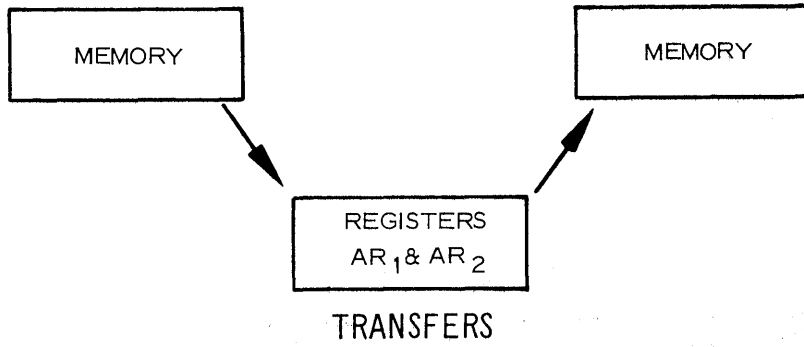 MEMORY
MEMORY
REGISTERS
AR₁ & AR₂
TRANSFERS